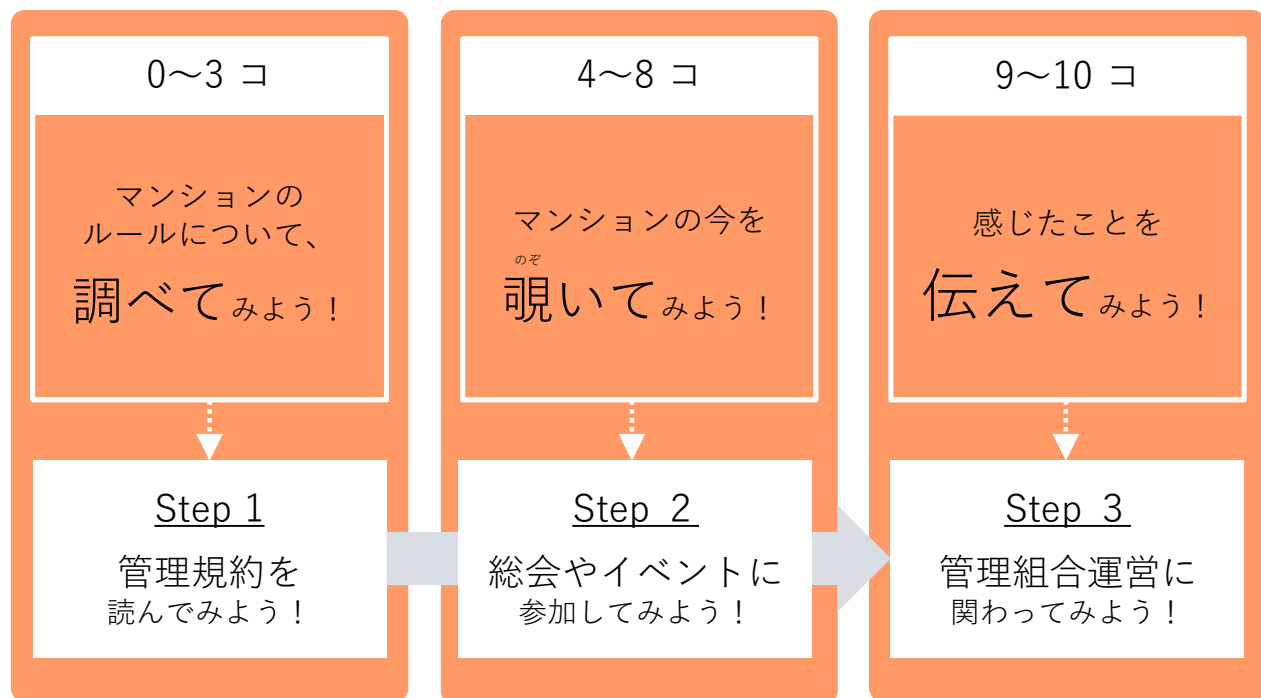 0～3 コ
マンションの
ルールについて、
調べてみよう！
Step 1
管理規約を
読んでみよう！
4～8 コ
マンションの今を
のぞ
覗いてみよう！
Step 2
総会やイベントに
参加してみよう！
9～10 コ
感じたことを
伝えてみよう！
Step 3
管理組合運営に
関わってみよう！